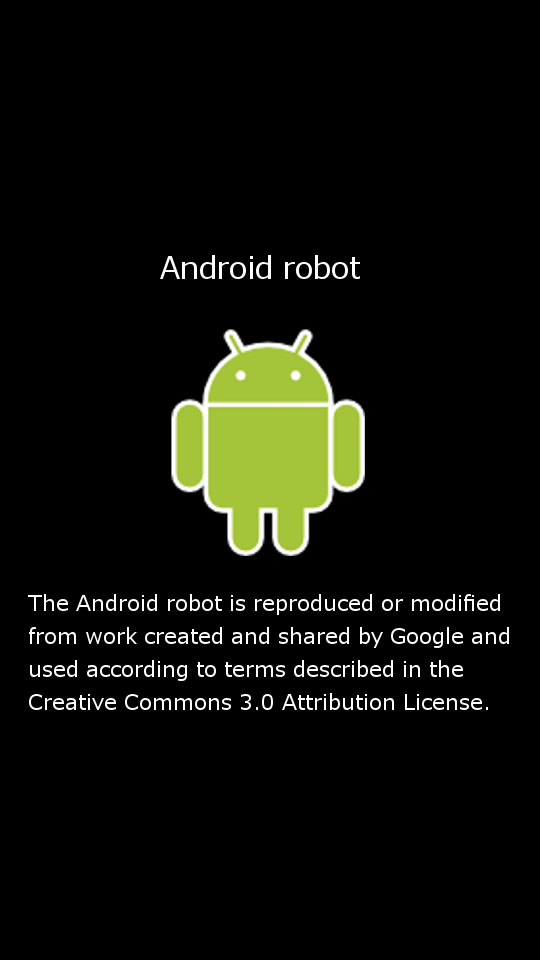 Android robot
The Android robot is reproduced or modified
from work created and shared by Google and
used according to terms described in the
Creative Commons 3.0 Attribution License.